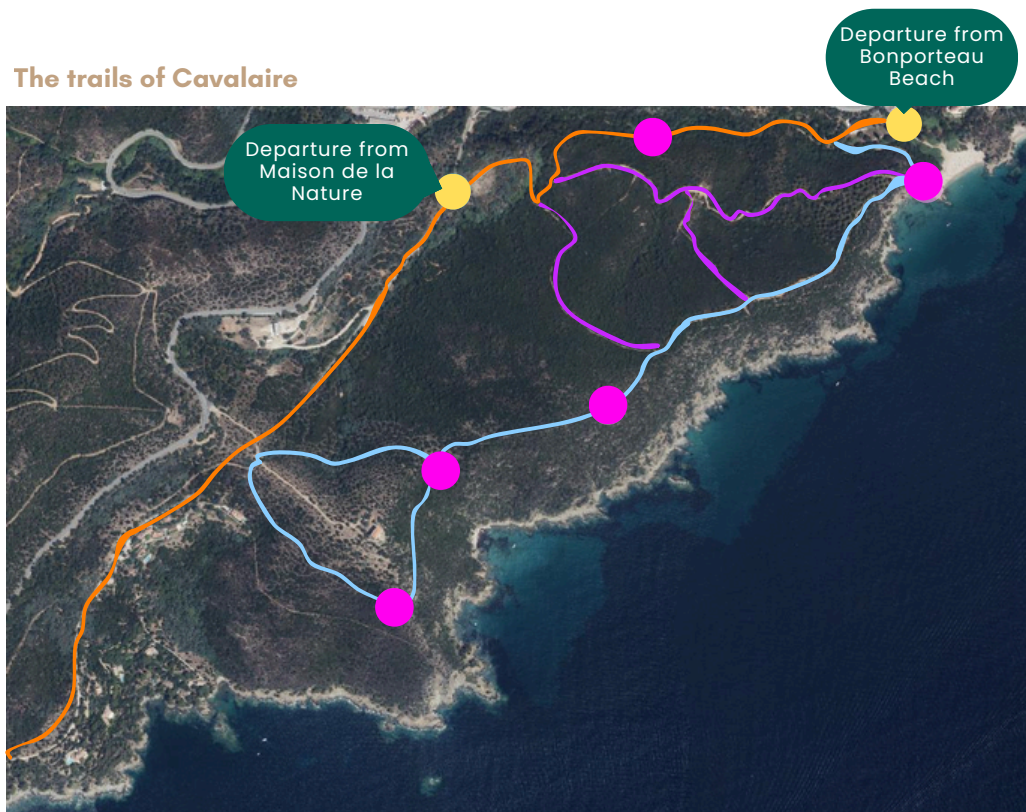 Departure from
Bonporteau
Beach
The trails of Cavalaire
Departure from
Maison de la
Nature